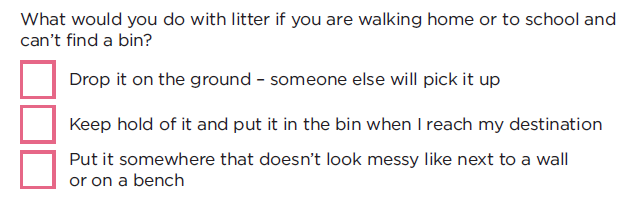 What would you do with litter if you are walking home or to school and
can’t find a bin?
Drop it on the ground – someone else will pick it up
Keep hold of it and put it in the bin when I reach my destination
Put it somewhere that doesn’t look messy like next to a wall
or on a bench